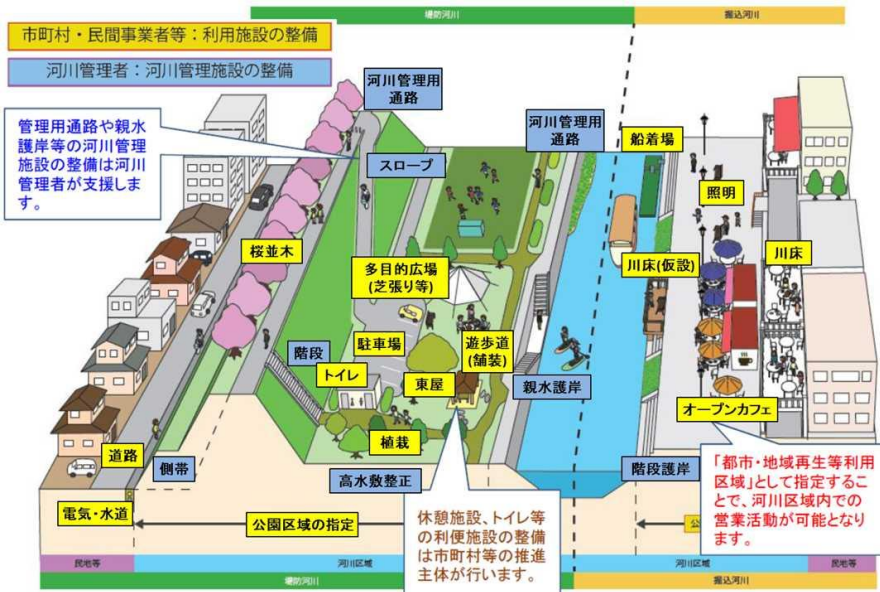 堤防河川
掘込河川
市町村・民間事業者等：利用施設の整備
河川管理者：河川管理施設の整備
管理用通路や親水
護岸等の河川管理
施設の整備は河川
管理者が支援しま
す。
河川管理用
通路
スロープ
河川管理用
通路
船着場
照明
桜並木
多目的広場
(芝張り等)
川床(仮設)
川床
階段
駐車場
遊歩道
(舗装)
トイレ
東屋
親水護岸
オープンカフェ
植栽
道路
側帯
高水敷整正
階段護岸
「都市・地域再生等利用
区域」として指定するこ
とで、河川区域内での
営業活動が可能となり
ます。
電気・水道
公園区域の指定
公
休憩施設、トイレ等
の利便施設の整備
は市町村等の推進
主体が行います。
民地等
河川区域
河川区域
民地等
堤防河川
掘込河川